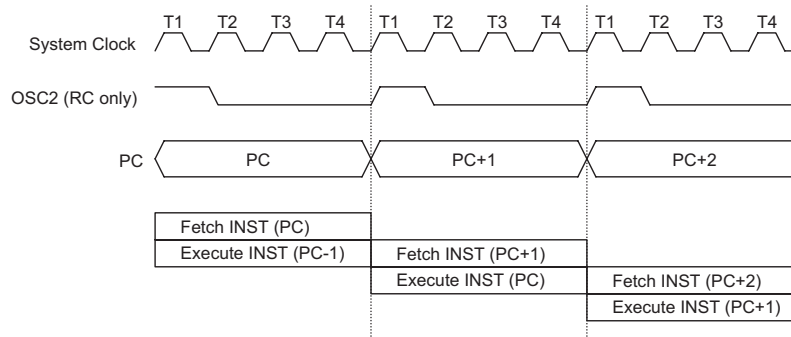 T1 T2 T3 T4 T1 T2 T3 T4 T1 T2 T3 T4
System Clock
OSC2 (RC only)
PC PC PC+1 PC+2
Fetch INST (PC)
Execute INST (PC-1) Fetch INST (PC+1)
Execute INST (PC) Fetch INST (PC+2)
Execute INST (PC+1)